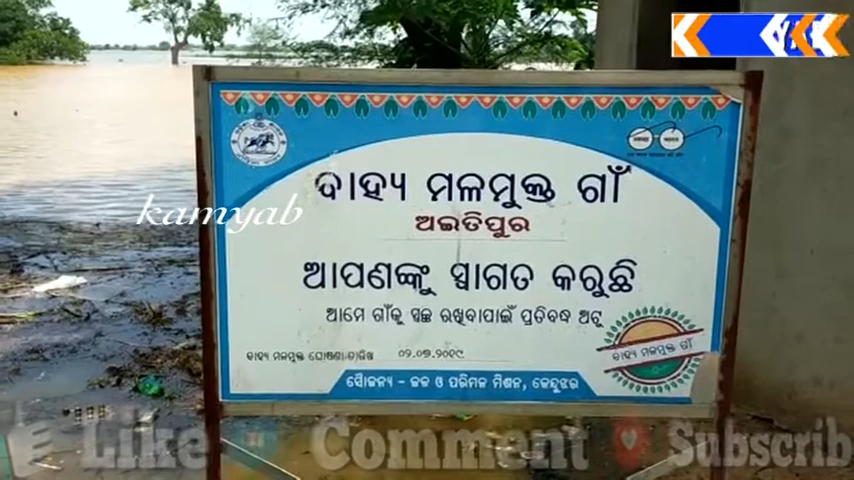 ବାହ୍ୟ ମଳମୁକ୍ତ ଗାଁ
ଅଇତିପୁର
kamyab
ଆପଣଙ୍କୁ ସ୍ୱାଗତ କରୁଛି
ଆମେ ଗାଁକୁ ସ୍ୱଚ୍ଛ ରଖିବାପାଇଁ ପ୍ରତିବଦ୍ଧ ଅଟୁ
ବାହ୍ୟ ମଳମୁକ୍ତ ଗାଁ
ବାହ୍ୟ ମଳମୁକ୍ତ ଘୋଷଣା ତାରିଖ
ସୌଜନ୍ୟ - ଜଳ ଓ ପରିମଳ ମିଶନ, କେନ୍ଦୁଝର
Like Comment Subscrib